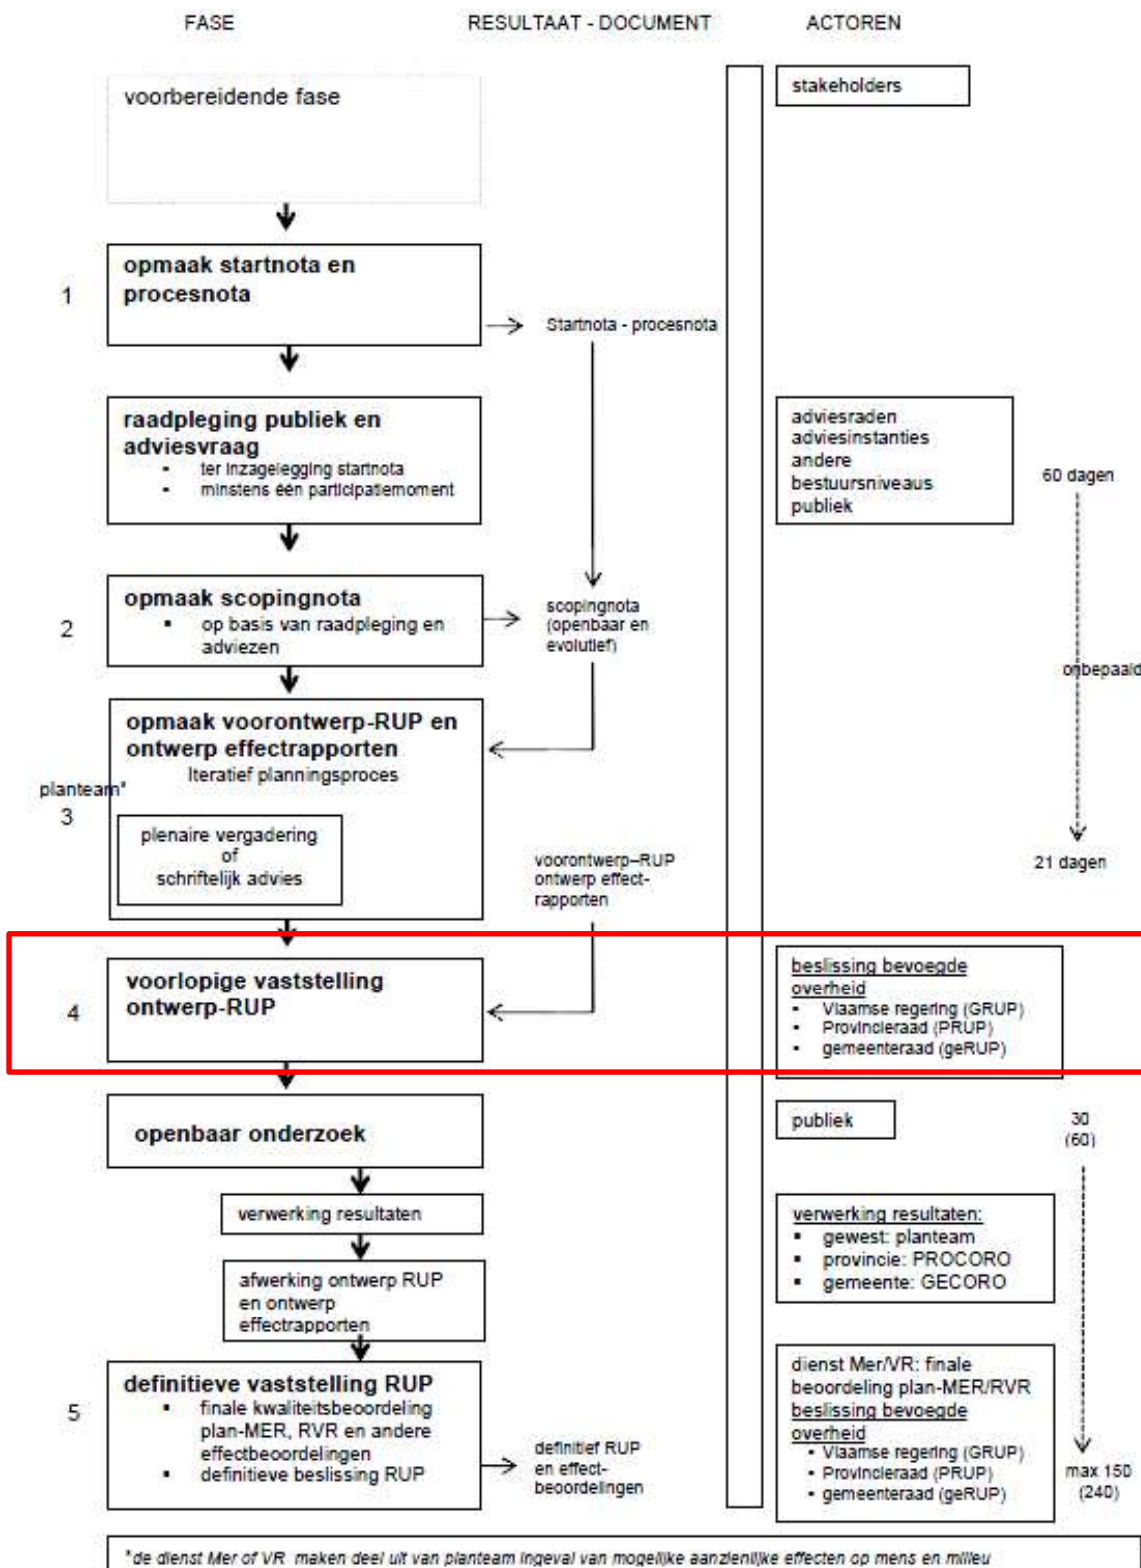 FASE
RESULTAAT - DOCUMENT
ACTOREN
voorbereidende fase
stakeholders
1
opmaak startnota en
procesnota
Startnota - procesnota
raadpleging publiek en
adviesvraag
- ter inzagelegging startnota
- minstens één participatiemoment
adviesraden
adviesinstanties
andere
bestuursniveaus
publiek
60 dagen
2
opmaak scopingnota
▪ op basis van raadpleging en
adviezen
scopingnota
(openbaar en
evolutief)
onbepaald
opmaak voorontwerp-RUP en
ontwerp effectrapporten
Iteratief planningsproces
planteam*
3
plenaire vergadering
of
schriftelijk advies
voorontwerp–RUP
ontwerp effect-
rapporten
21 dagen
4
voorlopige vaststelling
ontwerp-RUP
beslissing bevoegde
overheid
▪ Vlaamse regering (GRUP)
▪ Provincieraad (PRUP)
▪ gemeenteraad (geRUP)
openbaar onderzoek
publiek
30
(60)
verwerking resultaten
verwerking resultaten:
▪ gewest: planteam
▪ provincie: PROCORO
▪ gemeente: GECORO
afwerking ontwerp RUP
en ontwerp
effectrapporten
5
definitieve vaststelling RUP
▪ finale kwaliteitsbeoordeling
plan-MER, RVR en andere
effectbeoordelingen
▪ definitieve beslissing RUP
definitief RUP
en effect-
beoordelingen
dienst Mer/VR: finale
beoordeling plan-MER/RVR
beslissing bevoegde
overheid
▪ Vlaamse regering (GRUP)
▪ Provincieraad (PRUP)
▪ gemeenteraad (geRUP)
max 150
(240)
*de dienst Mer of VR maken deel uit van planteam ingeval van mogelijke aanzienlijke effecten op mens en milieu